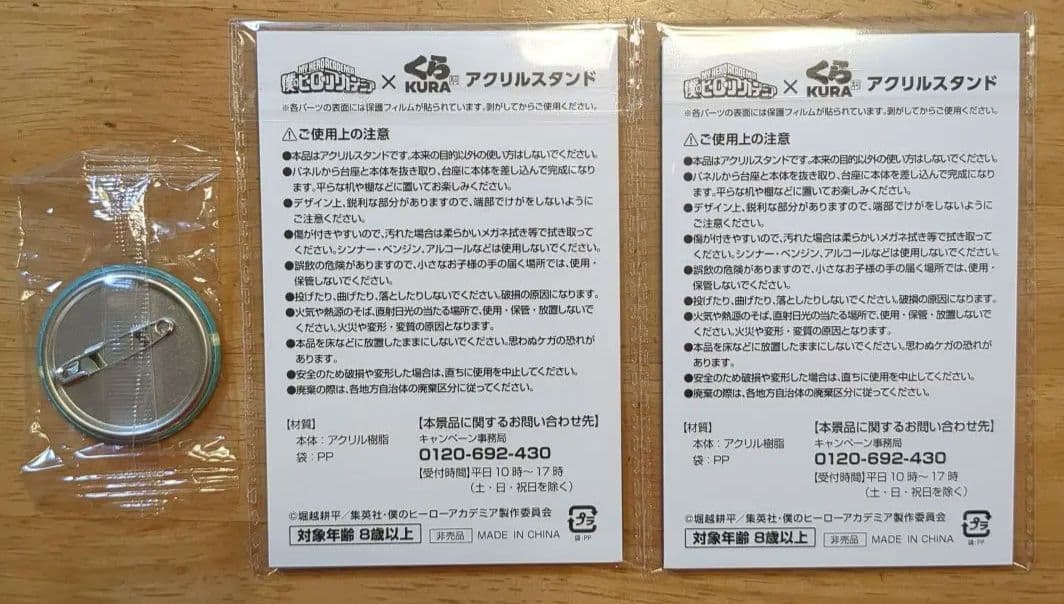 MY HERO ACADEMIA
僕のヒーローアカデミア × くら KURA アクリルスタンド
※各パーツの表面には保護フィルムが貼られています。剥がしてからご使用ください。
⚠ご使用上の注意
●本品はアクリルスタンドです。本来の目的以外の使い方はしないでください。
●パネルから台座と本体を抜き取り、台座に本体を差し込んで完成になり
ます。平らな机や棚などに置いてお楽しみください。
●デザイン上、鋭利な部分がありますので、端部でけがをしないように
ご注意ください。
●傷が付きやすいので、汚れた場合は柔らかいメガネ拭き等で拭き取って
ください。シンナー・ベンジン、アルコールなどは使用しないでください。
●誤飲の危険がありますので、小さなお子様の手の届く場所では、使用・
保管しないでください。
●投げたり、曲げたり、落としたりしないでください。破損の原因になります。
●火気や熱源のそば、直射日光の当たる場所で、使用・保管・放置しないで
ください。火災や変形・変質の原因となります。
●本品を床などに放置したままにしないでください。思わぬケガの恐れが
あります。
●安全のため破損や変形した場合は、直ちに使用を中止してください。
●廃棄の際は、各地方自治体の廃棄区分に従ってください。
【材質】
本体：アクリル樹脂
袋：PP
【本景品に関するお問い合わせ先】
キャンペーン事務局
0120-692-430
【受付時間】平日10時～17時
（土・日・祝日を除く）
©堀越耕平／集英社・僕のヒーローアカデミア製作委員会
対象年齢 8歳以上 非売品 MADE IN CHINA
プラ
袋:PP
MY HERO ACADEMIA
僕のヒーローアカデミア × くら KURA アクリルスタンド
※各パーツの表面には保護フィルムが貼られています。剥がしてからご使用ください。
⚠ご使用上の注意
●本品はアクリルスタンドです。本来の目的以外の使い方はしないでください。
●パネルから台座と本体を抜き取り、台座に本体を差し込んで完成になり
ます。平らな机や棚などに置いてお楽しみください。
●デザイン上、鋭利な部分がありますので、端部でけがをしないように
ご注意ください。
●傷が付きやすいので、汚れた場合は柔らかいメガネ拭き等で拭き取って
ください。シンナー・ベンジン、アルコールなどは使用しないでください。
●誤飲の危険がありますので、小さなお子様の手の届く場所では、使用・
保管しないでください。
●投げたり、曲げたり、落としたりしないでください。破損の原因になります。
●火気や熱源のそば、直射日光の当たる場所で、使用・保管・放置しないで
ください。火災や変形・変質の原因となります。
●本品を床などに放置したままにしないでください。思わぬケガの恐れが
あります。
●安全のため破損や変形した場合は、直ちに使用を中止してください。
●廃棄の際は、各地方自治体の廃棄区分に従ってください。
【材質】
本体：アクリル樹脂
袋：PP
【本景品に関するお問い合わせ先】
キャンペーン事務局
0120-692-430
【受付時間】平日10時～17時
（土・日・祝日を除く）
©堀越耕平／集英社・僕のヒーローアカデミア製作委員会
対象年齢 8歳以上 非売品 MADE IN CHINA
プラ
袋:PP